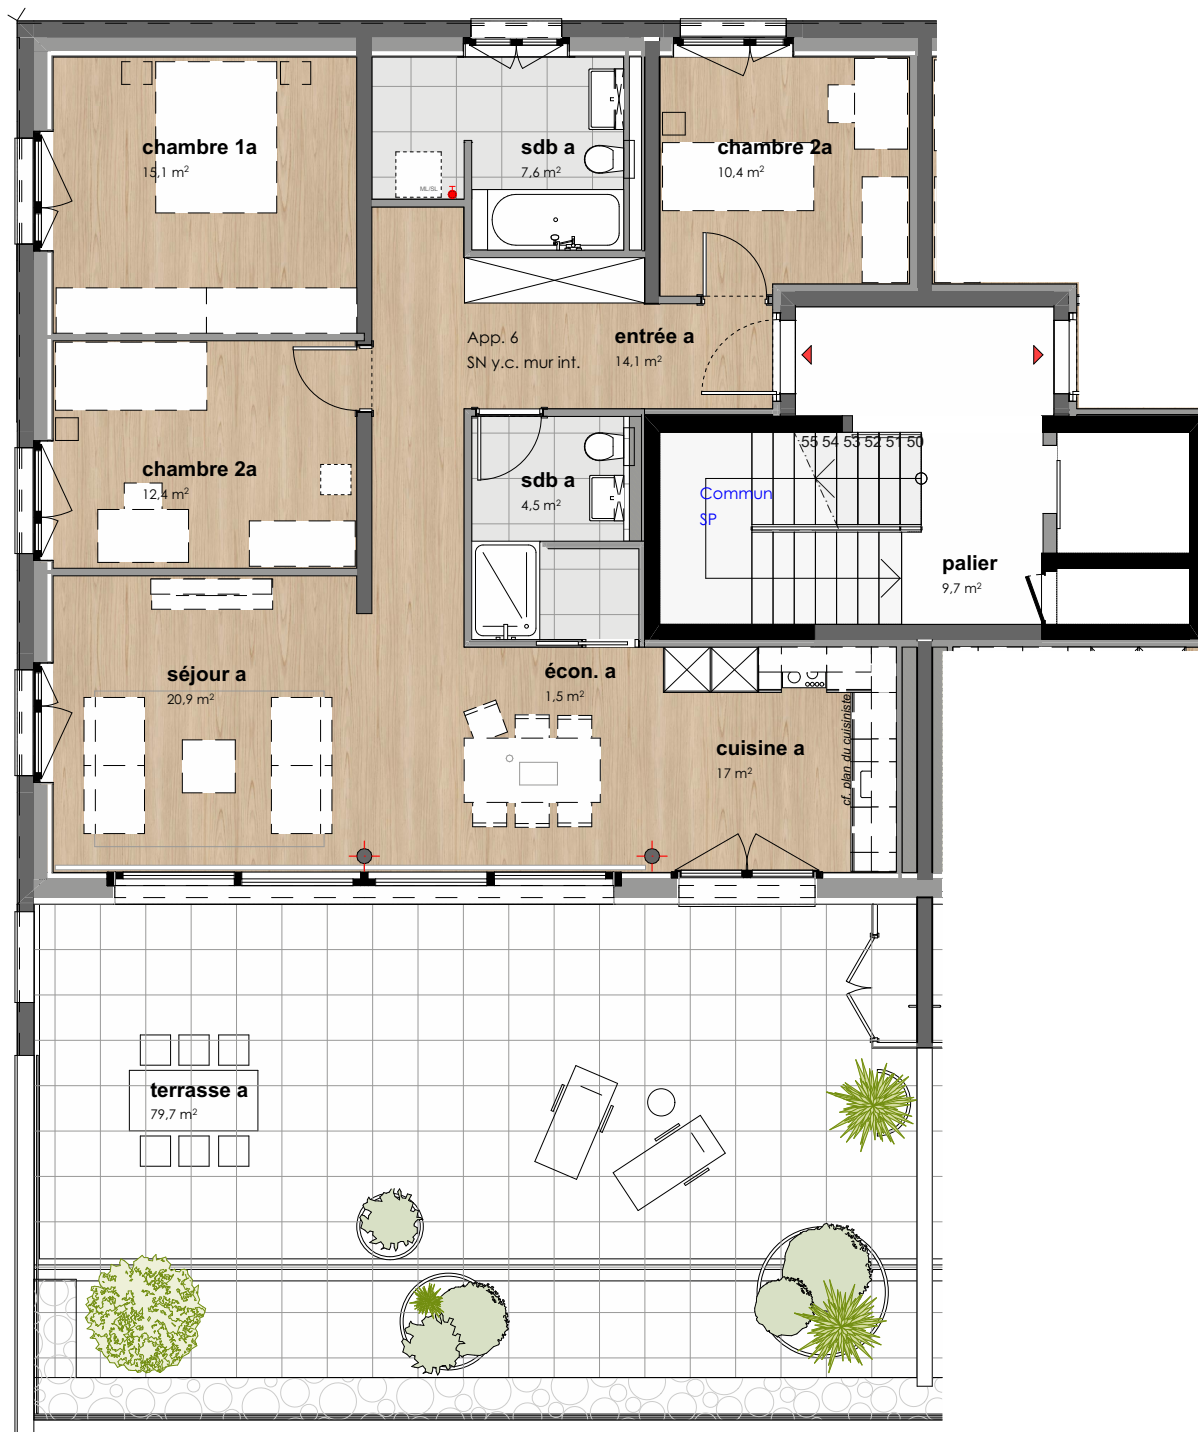 chambre 1a
15,1 m²
sdb a
7,6 m²
chambre 2a
10,4 m²
ML/SL
App. 6
SN y.c. mur int.
entrée a
14,1 m²
chambre 2a
12,4 m²
sdb a
4,5 m²
55 54 53 52 51 50
Commun
SP
palier
9,7 m²
séjour a
20,9 m²
écon. a
1,5 m²
cuisine a
17 m²
cf. plan du cuisiniste
terrasse a
79,7 m²